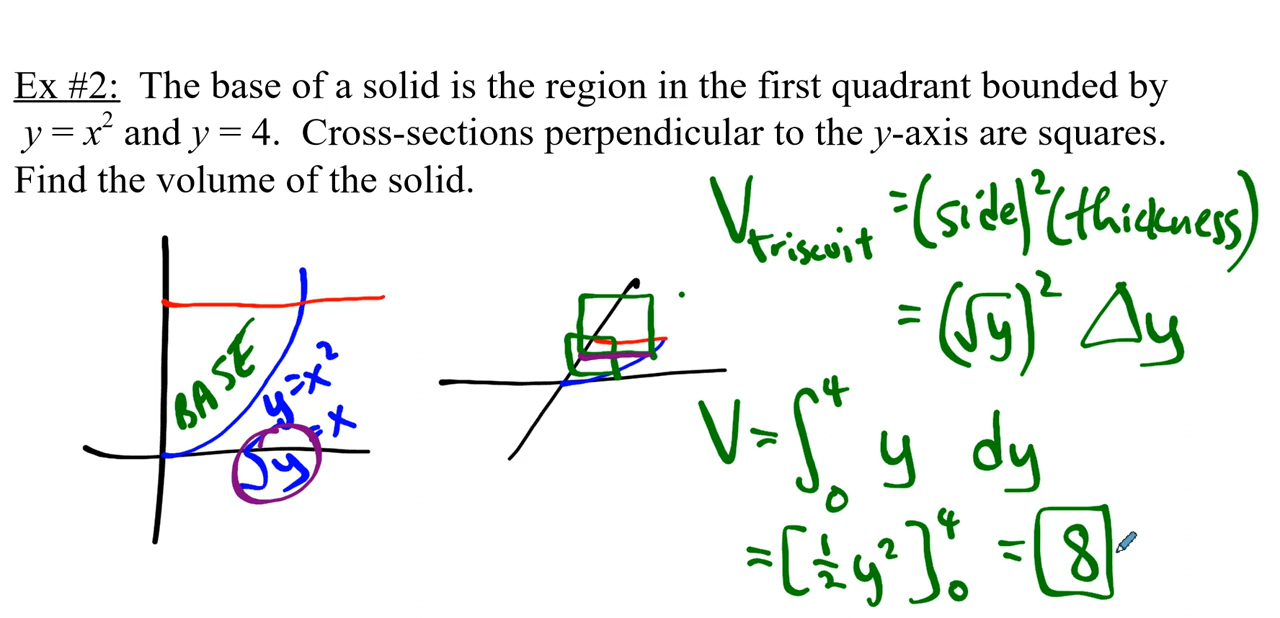 Ex #2: The base of a solid is the region in the first quadrant bounded by
y = x² and y = 4. Cross-sections perpendicular to the y-axis are squares.
Find the volume of the solid.
V_triscuit = (side)²(thickness)
= (√y)² Δy
V = ∫₀⁴ y dy
= [½y²]₀⁴ = 8
BASE
y=x²
√y = x